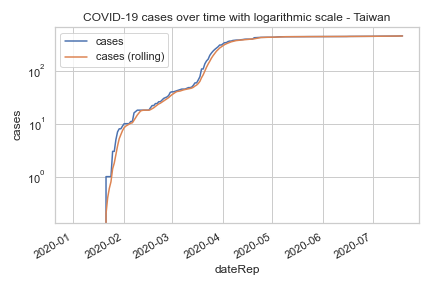 COVID-19 cases over time with logarithmic scale - Taiwan
cases
cases (rolling)
10²
10¹
10⁰
cases
2020-01
2020-02
2020-03
2020-04
2020-05
2020-06
2020-07
dateRep